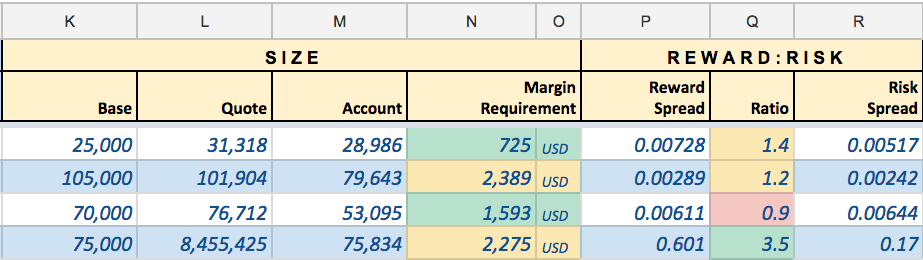 K L M N O P Q R
SIZE REWARD:RISK
Margin Reward Risk
Base Quote Account Requirement Spread Ratio Spread
25,000 31,318 28,986 725 USD 0.00728 1.4 0.00517
105,000 101,904 79,643 2,389 USD 0.00289 1.2 0.00242
70,000 76,712 53,095 1,593 USD 0.00611 0.9 0.00644
75,000 8,455,425 75,834 2,275 USD 0.601 3.5 0.17